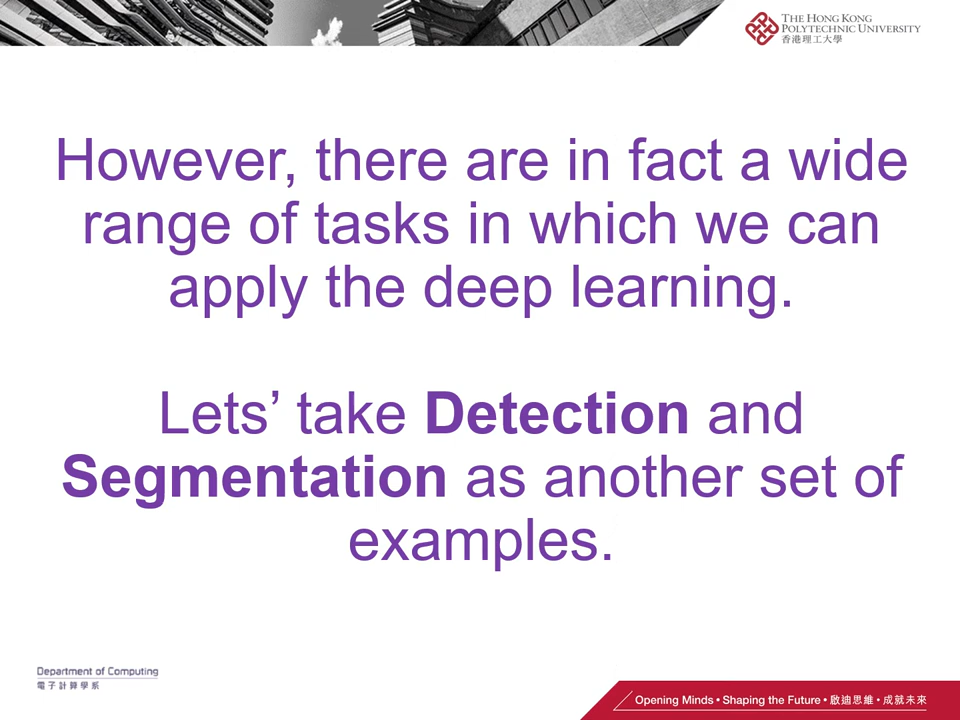 THE HONG KONG
POLYTECHNIC UNIVERSITY
香港理工大學
However, there are in fact a wide
range of tasks in which we can
apply the deep learning.
Lets’ take Detection and
Segmentation as another set of
examples.
Department of Computing
電子計算學系
Opening Minds • Shaping the Future • 啟迪思維 • 成就未來